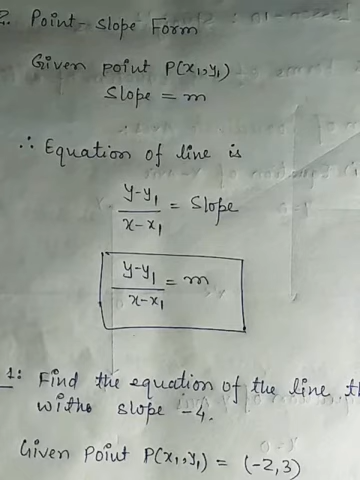 2. Point-Slope Form
Given point P(x₁,y₁)
Slope = m
∴ Equation of line is
y-y₁/x-x₁ = Slope
y-y₁/x-x₁ = m
1: Find the equation of the line
withe slope -4.
Given Point P(x₁,y₁) = (-2,3)